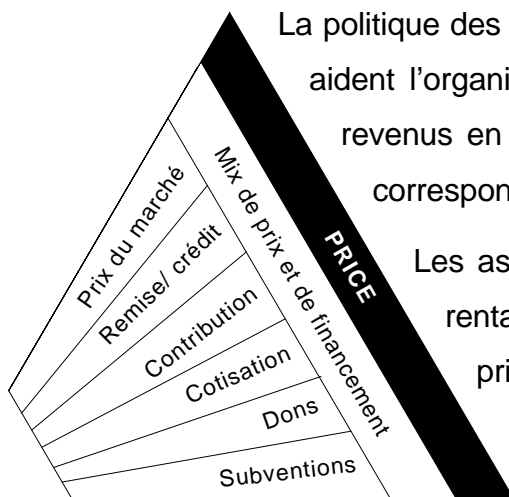 La politique des
aident l’organi
revenus en
correspon
Les as
renta
pri
PRICE
Mix de prix et de financement
Prix du marché
Remise/ crédit
Contribution
Cotisation
Dons
Subventions